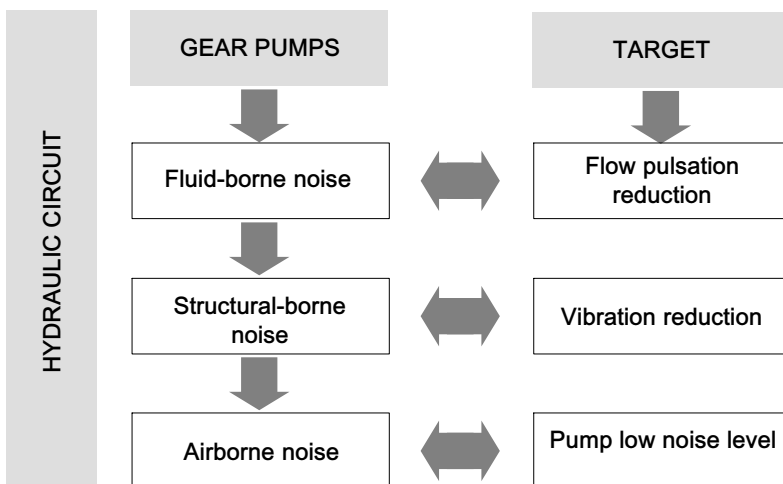 HYDRAULIC CIRCUIT
GEAR PUMPS
TARGET
Fluid-borne noise
Flow pulsation
reduction
Structural-borne
noise
Vibration reduction
Airborne noise
Pump low noise level